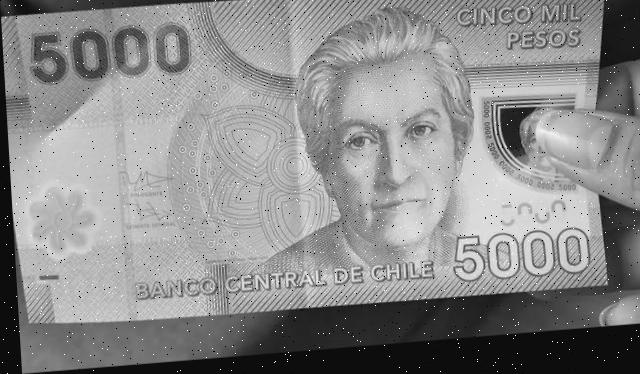 5000
CINCO MIL
PESOS
5000
BANCO CENTRAL DE CHILE